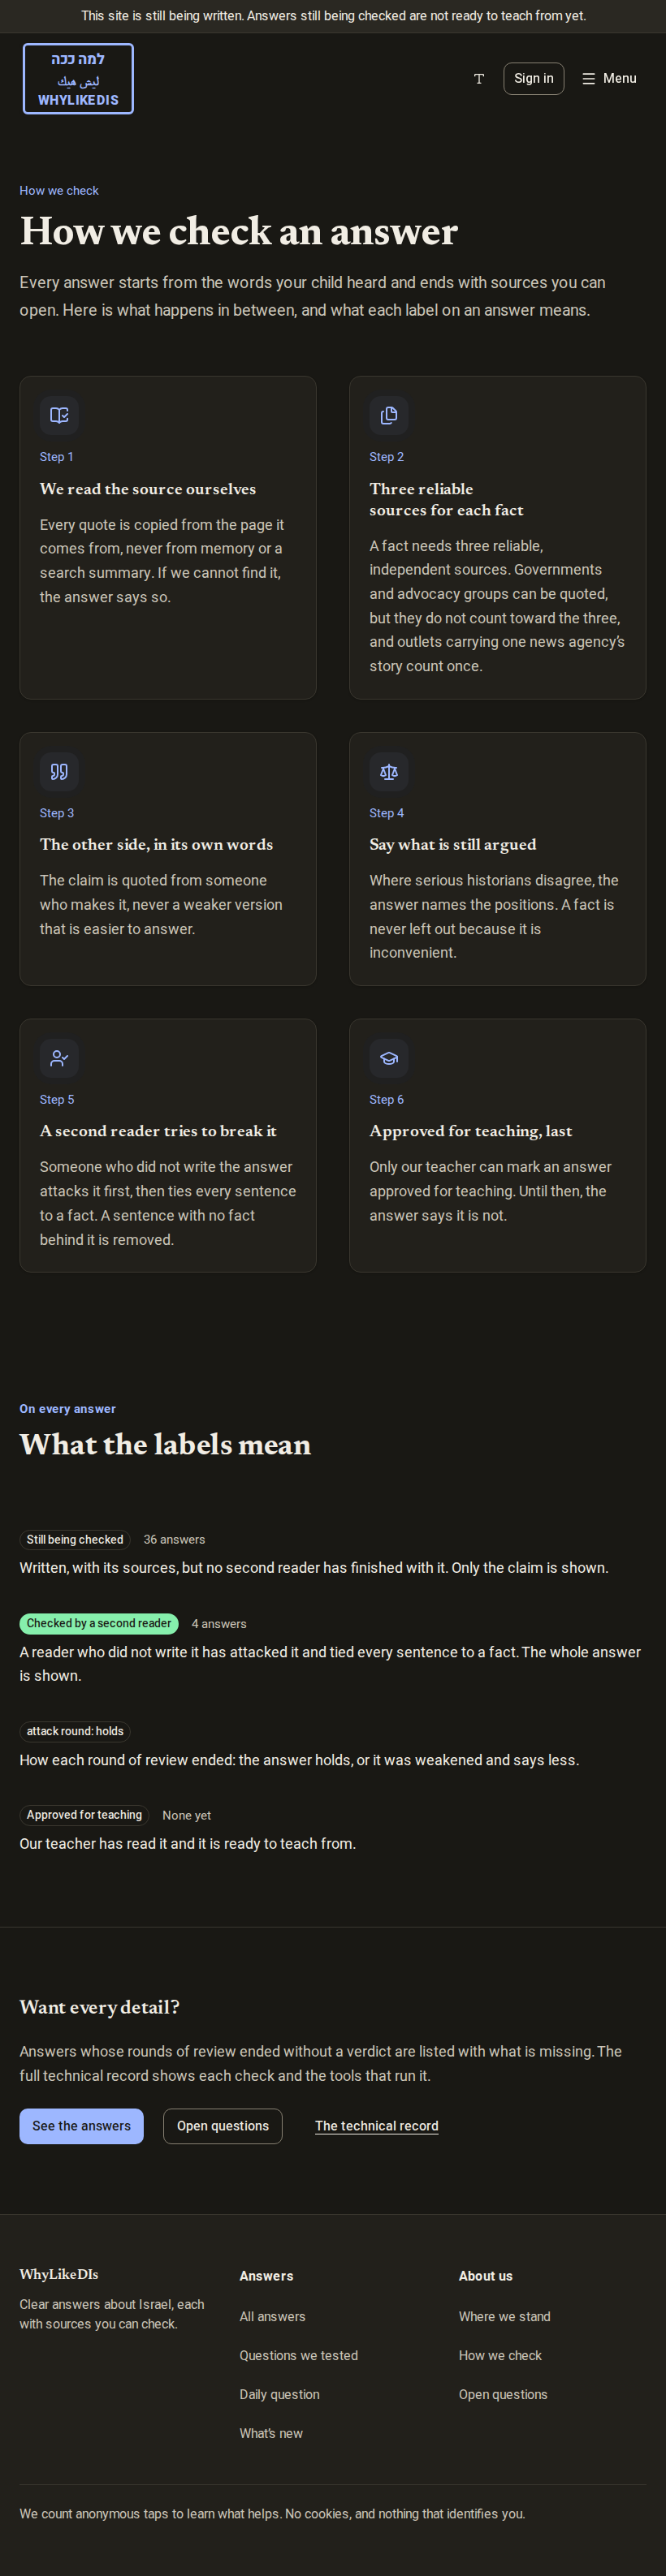 This site is still being written. Answers still being checked are not ready to teach from yet.
למה ככה
ليش هيك
WHYLIKEDIS
Sign in
Menu
How we check
How we check an answer
Every answer starts from the words your child heard and ends with sources you can
open. Here is what happens in between, and what each label on an answer means.
Step 1
We read the source ourselves
Every quote is copied from the page it
comes from, never from memory or a
search summary. If we cannot find it,
the answer says so.
Step 2
Three reliable
sources for each fact
A fact needs three reliable,
independent sources. Governments
and advocacy groups can be quoted,
but they do not count toward the three,
and outlets carrying one news agency’s
story count once.
Step 3
The other side, in its own words
The claim is quoted from someone
who makes it, never a weaker version
that is easier to answer.
Step 4
Say what is still argued
Where serious historians disagree, the
answer names the positions. A fact is
never left out because it is
inconvenient.
Step 5
A second reader tries to break it
Someone who did not write the answer
attacks it first, then ties every sentence
to a fact. A sentence with no fact
behind it is removed.
Step 6
Approved for teaching, last
Only our teacher can mark an answer
approved for teaching. Until then, the
answer says it is not.
On every answer
What the labels mean
Still being checked 36 answers
Written, with its sources, but no second reader has finished with it. Only the claim is shown.
Checked by a second reader 4 answers
A reader who did not write it has attacked it and tied every sentence to a fact. The whole answer
is shown.
attack round: holds
How each round of review ended: the answer holds, or it was weakened and says less.
Approved for teaching None yet
Our teacher has read it and it is ready to teach from.
Want every detail?
Answers whose rounds of review ended without a verdict are listed with what is missing. The
full technical record shows each check and the tools that run it.
See the answers
Open questions
The technical record
WhyLikeDIs
Clear answers about Israel, each
with sources you can check.
Answers
All answers
Questions we tested
Daily question
What’s new
About us
Where we stand
How we check
Open questions
We count anonymous taps to learn what helps. No cookies, and nothing that identifies you.